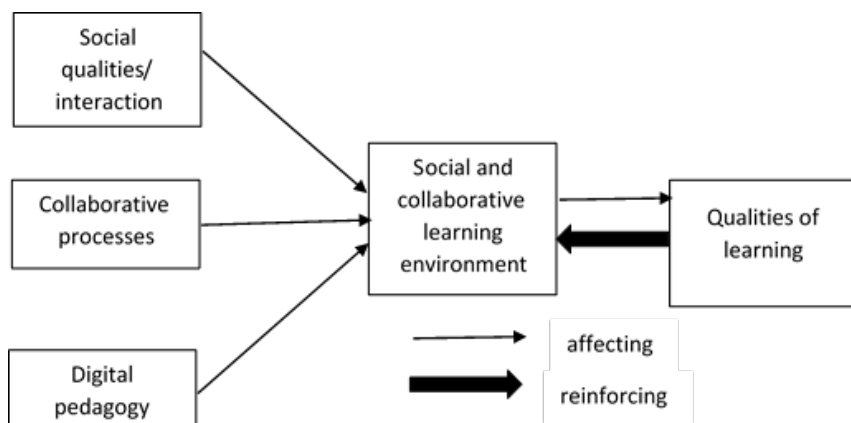 Social
qualities/
interaction
Collaborative
processes
Digital
pedagogy
Social and
collaborative
learning
environment
Qualities of
learning
affecting
reinforcing